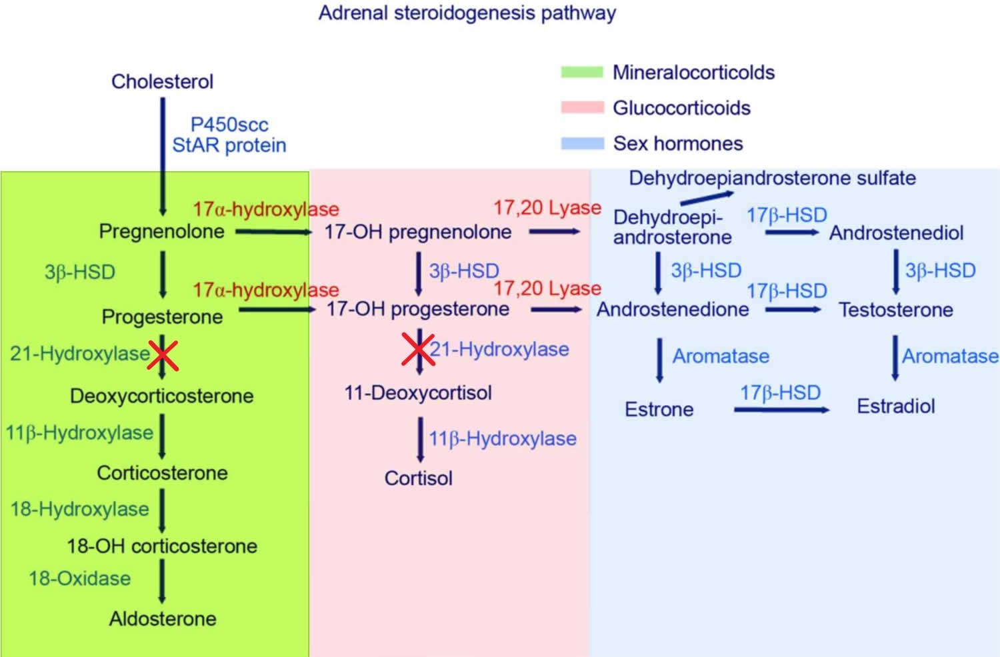 Adrenal steroidogenesis pathway
Cholesterol
P450scc
StAR protein
Mineralocorticolds
Glucocorticoids
Sex hormones
Dehydroepiandrosterone sulfate
17α-hydroxylase
17,20 Lyase
Pregnenolone
17-OH pregnenolone
Dehydroepi-
androsterone
17β-HSD
Androstenediol
3β-HSD
3β-HSD
3β-HSD
3β-HSD
17α-hydroxylase
17,20 Lyase
17β-HSD
Progesterone
17-OH progesterone
Androstenedione
Testosterone
21-Hydroxylase
21-Hydroxylase
Aromatase
Aromatase
Deoxycorticosterone
11-Deoxycortisol
Estrone
17β-HSD
Estradiol
11β-Hydroxylase
11β-Hydroxylase
Corticosterone
Cortisol
18-Hydroxylase
18-OH corticosterone
18-Oxidase
Aldosterone